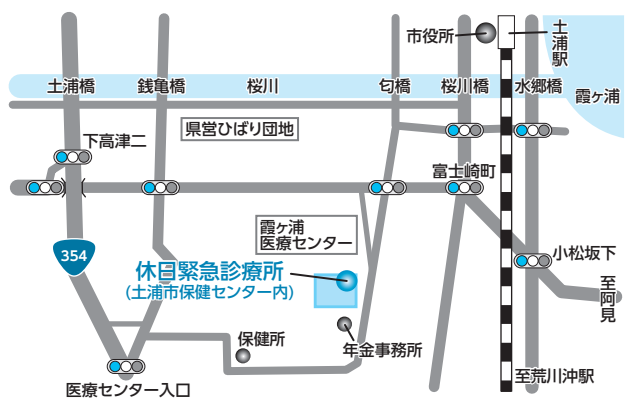 市役所
土浦駅
土浦橋
銭亀橋
桜川
匂橋
桜川橋
水郷橋
霞ヶ浦
県営ひばり団地
下高津二
富士崎町
霞ヶ浦
医療センター
354
休日緊急診療所
(土浦市保健センター内)
小松坂下
至阿見
保健所
年金事務所
至荒川沖駅
医療センター入口